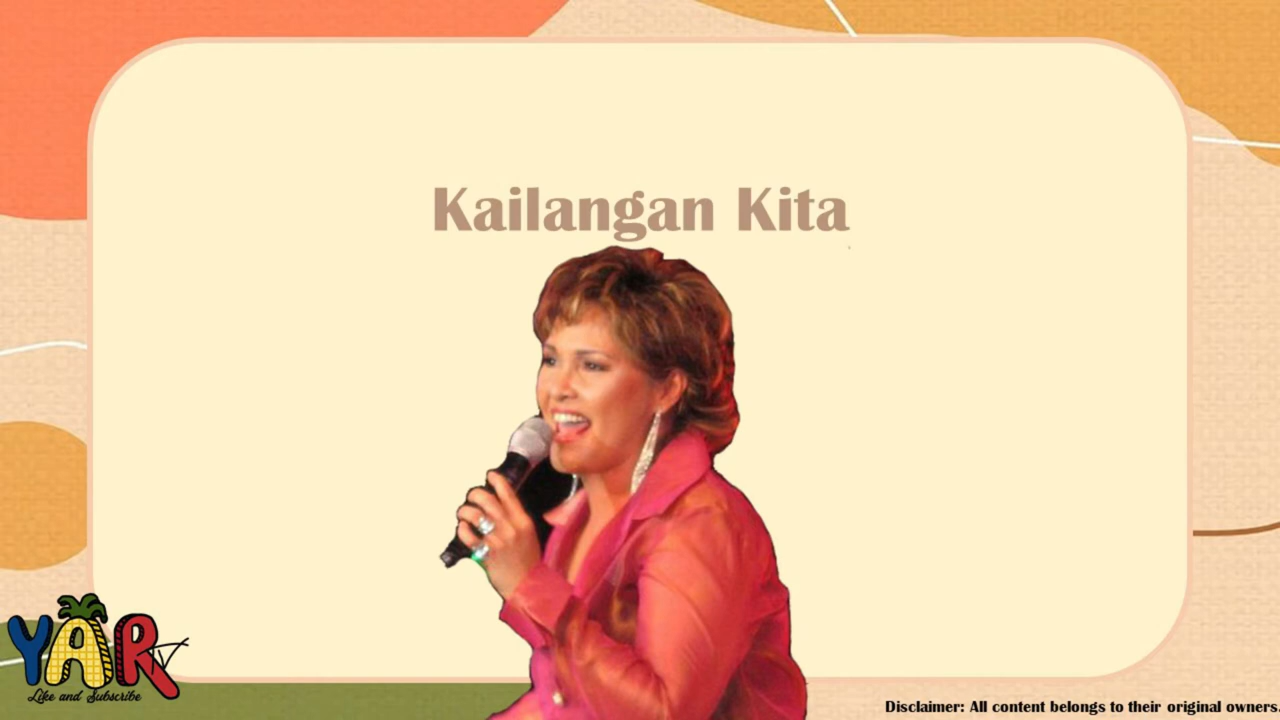 Kailangan Kita
YAR TV
Like and Subscribe
Disclaimer: All content belongs to their original owners.